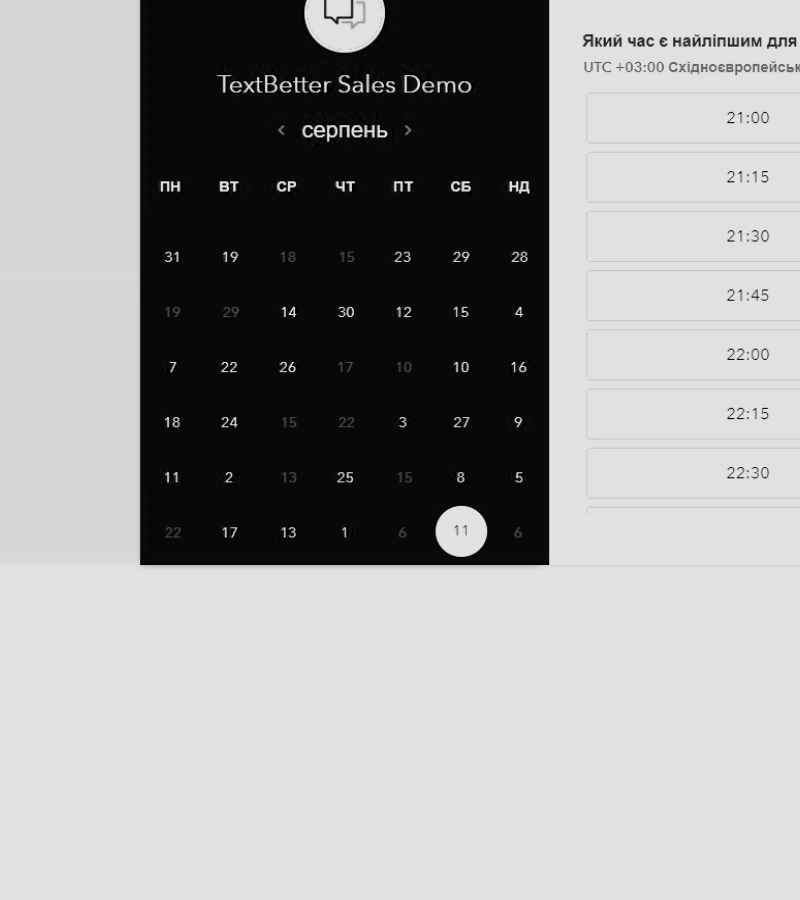 TextBetter Sales Demo
серпень
ПН ВТ СР ЧТ ПТ СБ НД
31 19 18 15 23 29 28
19 29 14 30 12 15 4
7 22 26 17 10 10 16
18 24 15 22 3 27 9
11 2 13 25 15 8 5
22 17 13 1 6 11 6
Який час є найліпшим для
UTC +03:00 Східноєвропейськ
21:00
21:15
21:30
21:45
22:00
22:15
22:30